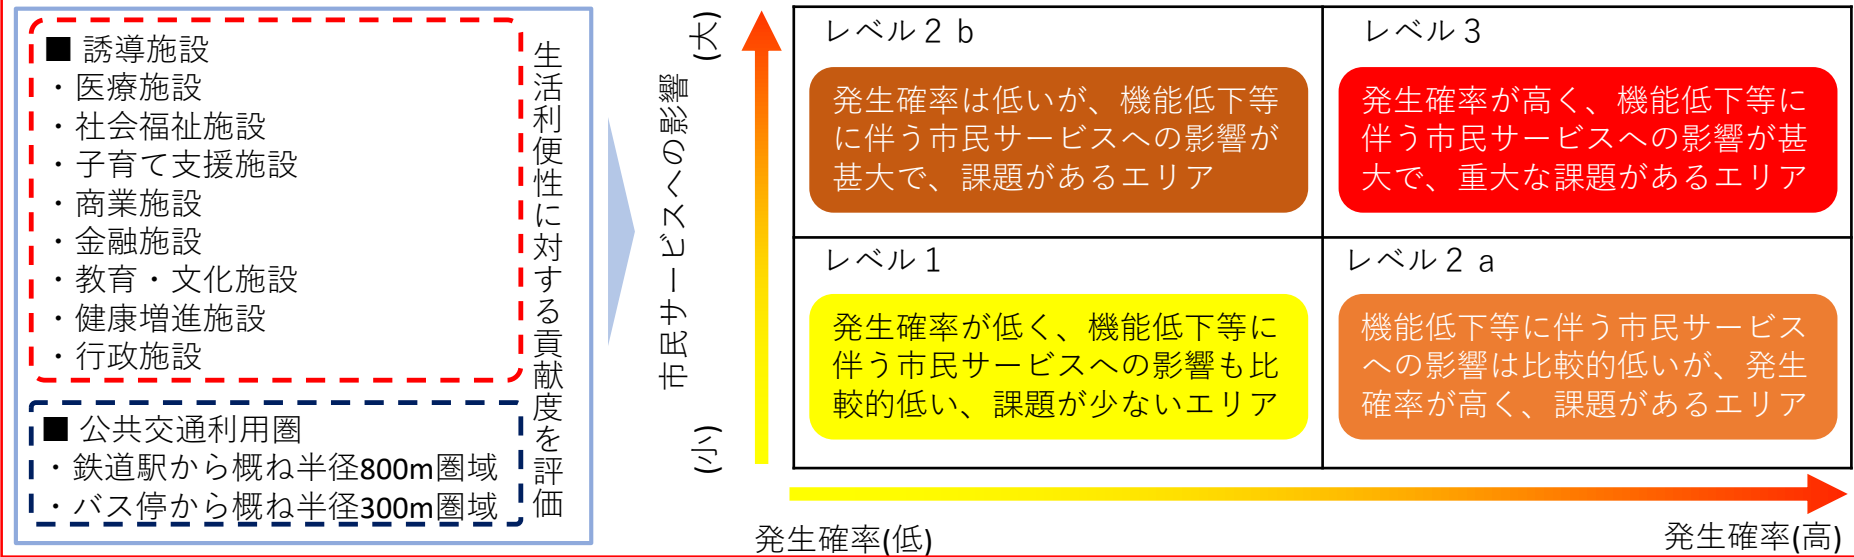 ■ 誘導施設
・医療施設
・社会福祉施設
・子育て支援施設
・商業施設
・金融施設
・教育・文化施設
・健康増進施設
・行政施設
■ 公共交通利用圏
・鉄道駅から概ね半径800m圏域
・バス停から概ね半径300m圏域
生活利便性に対する貢献度を評価
市民サービスへの影響
(大)
(小)
レベル２ｂ
発生確率は低いが、機能低下等
に伴う市民サービスへの影響が
甚大で、課題があるエリア
レベル３
発生確率が高く、機能低下等に
伴う市民サービスへの影響が甚
大で、重大な課題があるエリア
レベル１
発生確率が低く、機能低下等に
伴う市民サービスへの影響も比
較的低い、課題が少ないエリア
レベル２ａ
機能低下等に伴う市民サービス
への影響は比較的低いが、発生
確率が高く、課題があるエリア
発生確率(低)
発生確率(高)